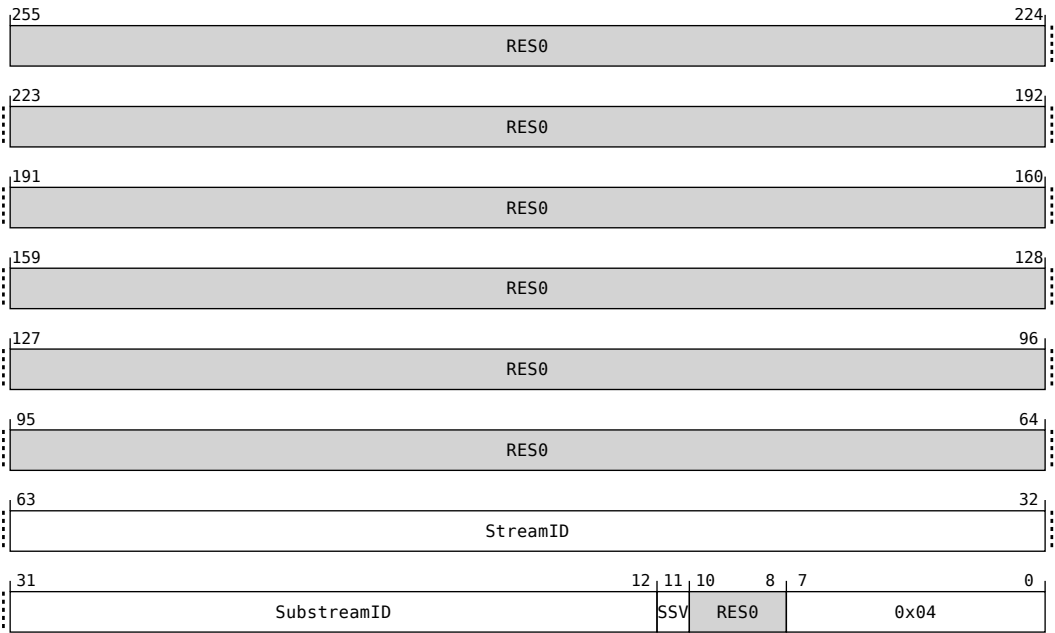 255 224
RES0
223 192
RES0
191 160
RES0
159 128
RES0
127 96
RES0
95 64
RES0
63 32
StreamID
31 12 11 10 8 7 0
SubstreamID SSV RES0 0x04